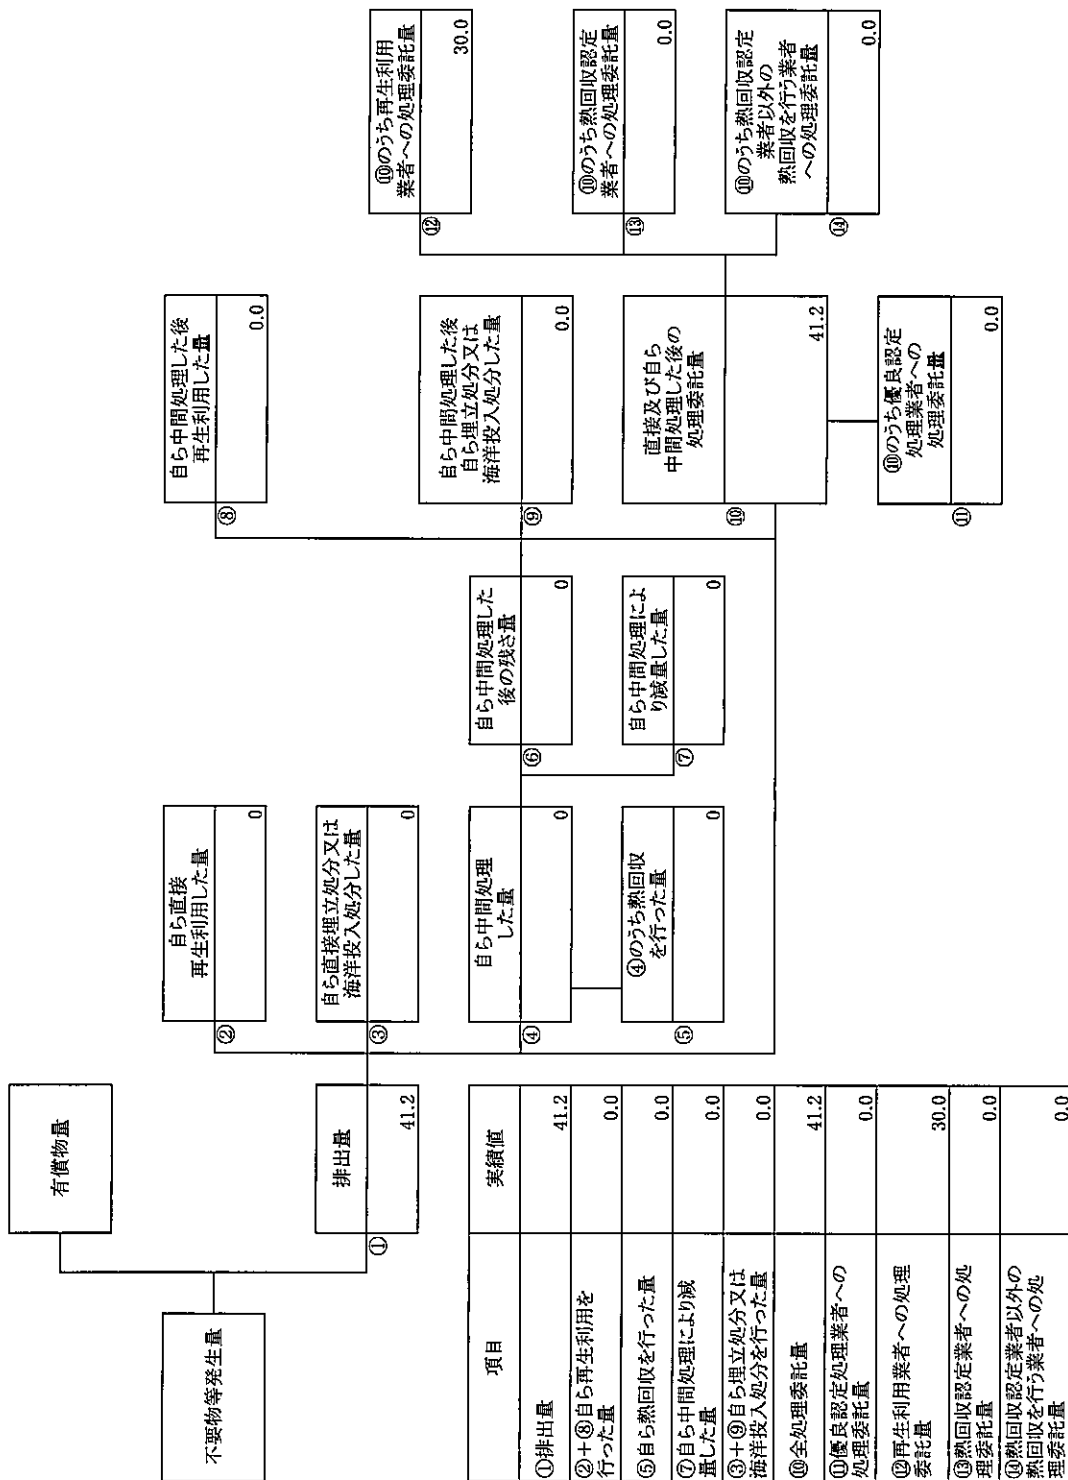 不要物等発生量
有償物量
①
排出量
41.2
②
自ら直接
再生利用した量
0
③
自ら直接埋立処分又は
海洋投入処分した量
0
④
自ら中間処理
した量
0
⑤
④のうち熱回収
を行った量
0
⑥
自ら中間処理した
後の残さ量
0
⑦
自ら中間処理によ
り減量した量
0
⑧
自ら中間処理した後
再生利用した量
0.0
⑨
自ら中間処理した後
自ら埋立処分又は
海洋投入処分した量
0.0
⑩
直接及び自ら
中間処理した後の
処理委託量
41.2
⑪
⑩のうち優良認定
処理業者への
処理委託量
0.0
⑫
⑩のうち再生利用
業者への処理委託量
30.0
⑬
⑩のうち熱回収認定
業者への処理委託量
0.0
⑭
⑩のうち熱回収認定
業者以外の
熱回収を行う業者
への処理委託量
0.0
項目 実績値
①排出量 41.2
②+⑧自ら再生利用を
行った量 0.0
⑤自ら熱回収を行った量 0.0
⑦自ら中間処理により減
量した量 0.0
③+⑨自ら埋立処分又は
海洋投入処分を行った量 0.0
⑩全処理委託量 41.2
⑪優良認定処理業者への
処理委託量 0.0
⑫再生利用業者への処理
委託量 30.0
⑬熱回収認定業者への処
理委託量 0.0
⑭熱回収認定業者以外の
熱回収を行う業者への処
理委託量 0.0